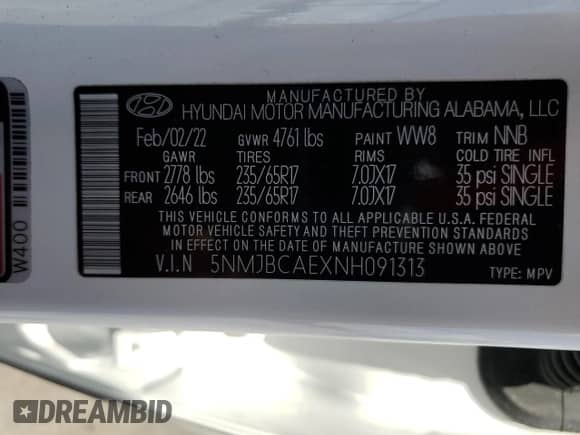 MANUFACTURED BY
HYUNDAI MOTOR MANUFACTURING ALABAMA, LLC
Feb/02/22 GVWR 4761 lbs PAINT WW8 TRIM NNB
GAWR TIRES RIMS COLD TIRE INFL
FRONT 2778 lbs 235/65R17 7.0JX17 35 psi SINGLE
REAR 2646 lbs 235/65R17 7.0JX17 35 psi SINGLE
THIS VEHICLE CONFORMS TO ALL APPLICABLE U.S.A. FEDERAL
MOTOR VEHICLE SAFETY AND THEFT PREVENTION STANDARDS
IN EFFECT ON THE DATE OF MANUFACTURE SHOWN ABOVE.
V.I.N 5NMJBCAEXNH091313 TYPE: MPV
W400
DREAMBID